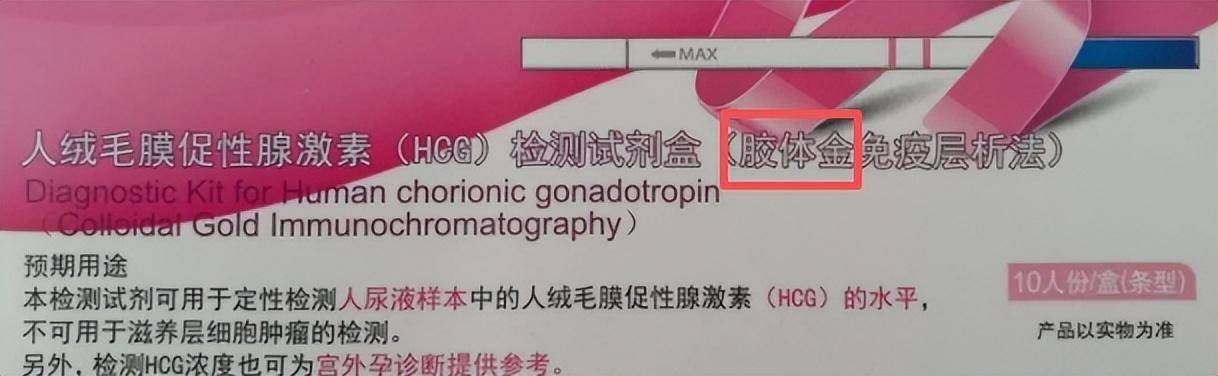 MAX
人绒毛膜促性腺激素（HCG）检测试剂盒（胶体金免疫层析法）
Diagnostic Kit for Human chorionic gonadotropin
（Colloidal Gold Immunochromatography）
预期用途
本检测试剂可用于定性检测人尿液样本中的人绒毛膜促性腺激素（HCG）的水平，
不可用于滋养层细胞肿瘤的检测。
另外，检测HCG浓度也可为宫外孕诊断提供参考。
10人份/盒(条型)
产品以实物为准